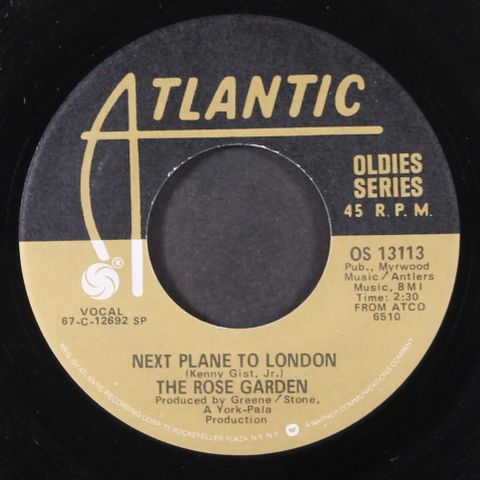 ATLANTIC
OLDIES
SERIES
45 R.P.M.
®
OS 13113
Pub., Myrwood
Music/Antlers
Music, BMI
Time: 2:30
FROM ATCO
6510
VOCAL
67-C-12692 SP
NEXT PLANE TO LONDON
(Kenny Gist, Jr.)
THE ROSE GARDEN
Produced by Greene/Stone,
A York-Pala
Production
MFG. BY ATLANTIC RECORDING CORP. 75 ROCKEFELLER PLAZA, N.Y. N.Y. A WARNER COMMUNICATIONS COMPANY